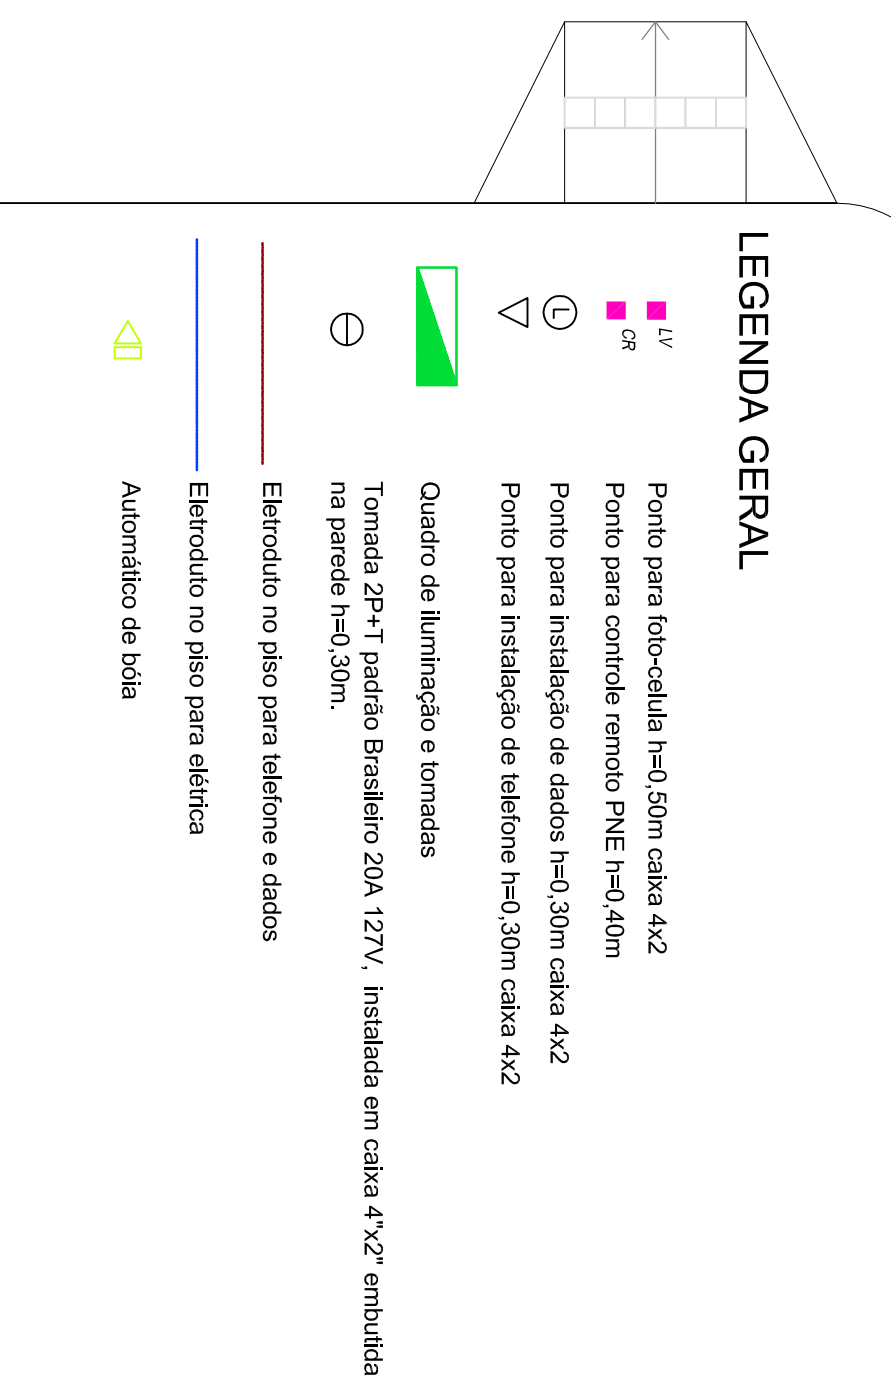 LEGENDA GERAL
LV Ponto para foto-celula h=0,50m caixa 4x2
CR Ponto para controle remoto PNE h=0,40m
L Ponto para instalação de dados h=0,30m caixa 4x2
Ponto para instalação de telefone h=0,30m caixa 4x2
Quadro de iluminação e tomadas
Tomada 2P+T padrão Brasileiro 20A 127V, instalada em caixa 4"x2" embutida
na parede h=0,30m.
Eletroduto no piso para telefone e dados
Eletroduto no piso para elétrica
Automático de bóia